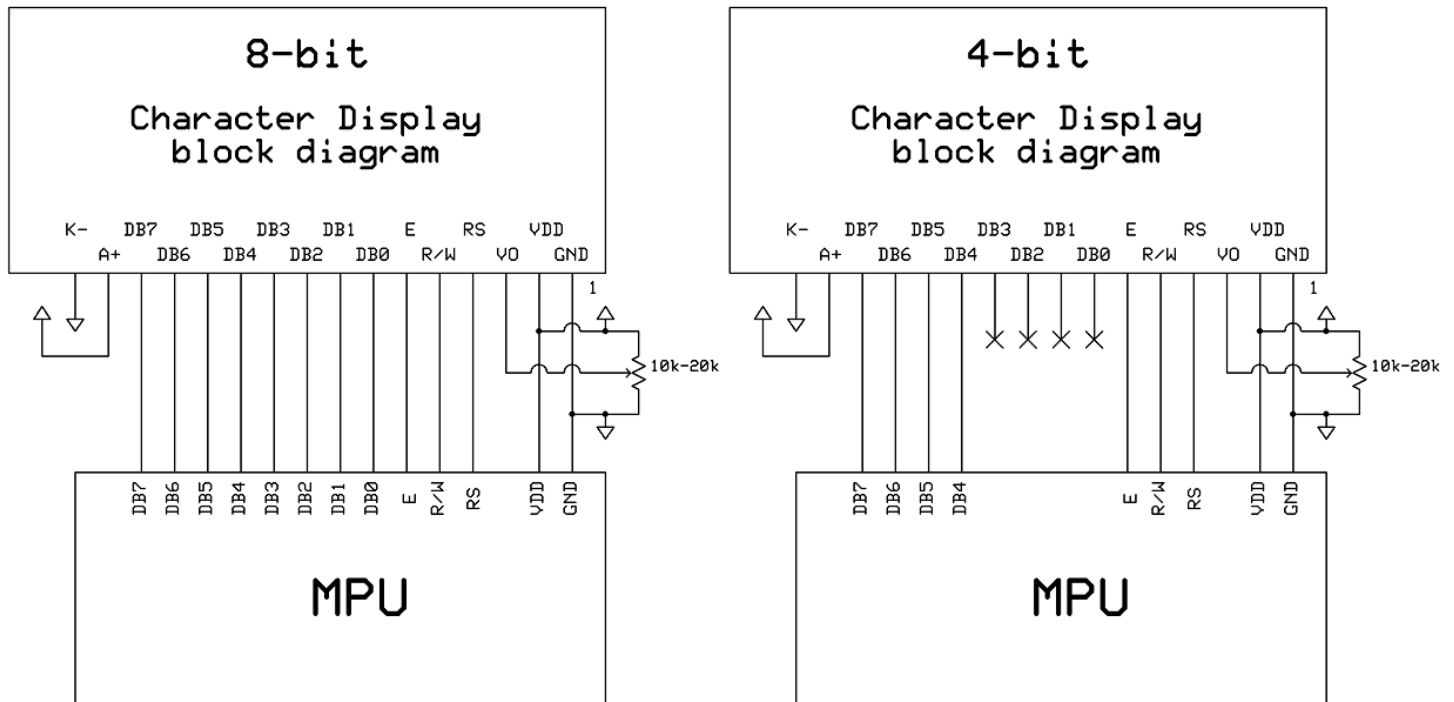 8-bit
Character Display
block diagram
K- DB7 DB5 DB3 DB1 E RS VDD
A+ DB6 DB4 DB2 DB0 R/W VO GND
1
10k-20k
DB7 DB6 DB5 DB4 DB3 DB2 DB1 DB0 E R/W RS VDD GND
MPU
4-bit
Character Display
block diagram
K- DB7 DB5 DB3 DB1 E RS VDD
A+ DB6 DB4 DB2 DB0 R/W VO GND
1
10k-20k
DB7 DB6 DB5 DB4 E R/W RS VDD GND
MPU